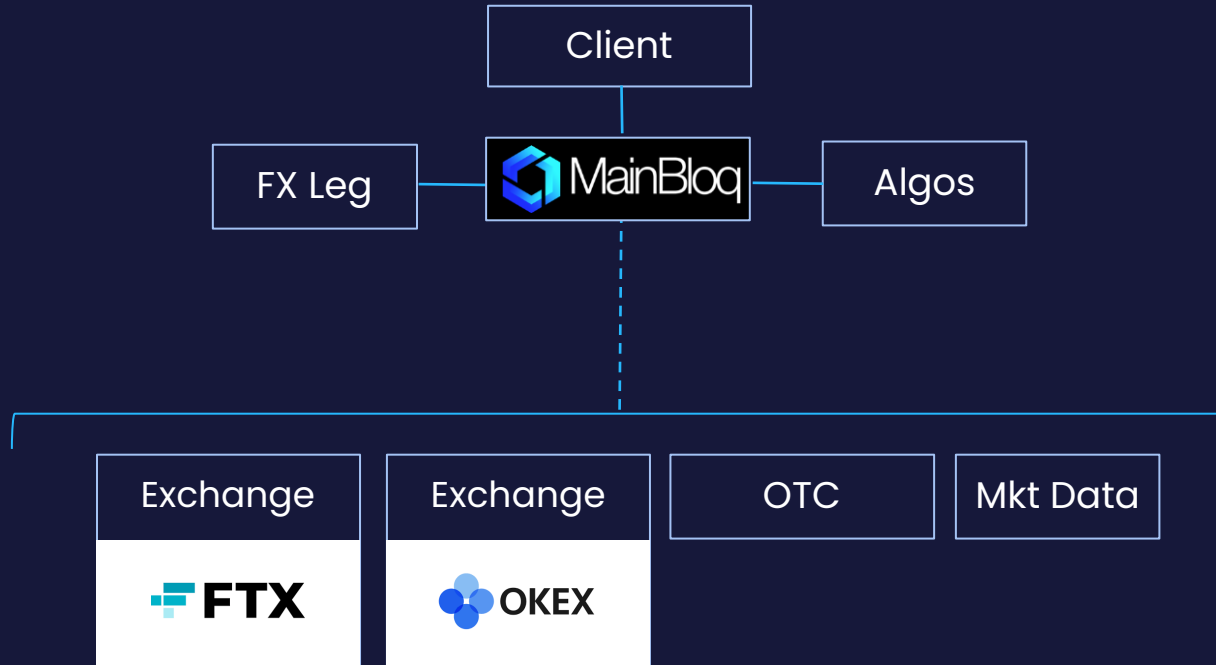 Client
FX Leg
MainBloq
Algos
Exchange
Exchange
OTC
Mkt Data
FTX
OKEX